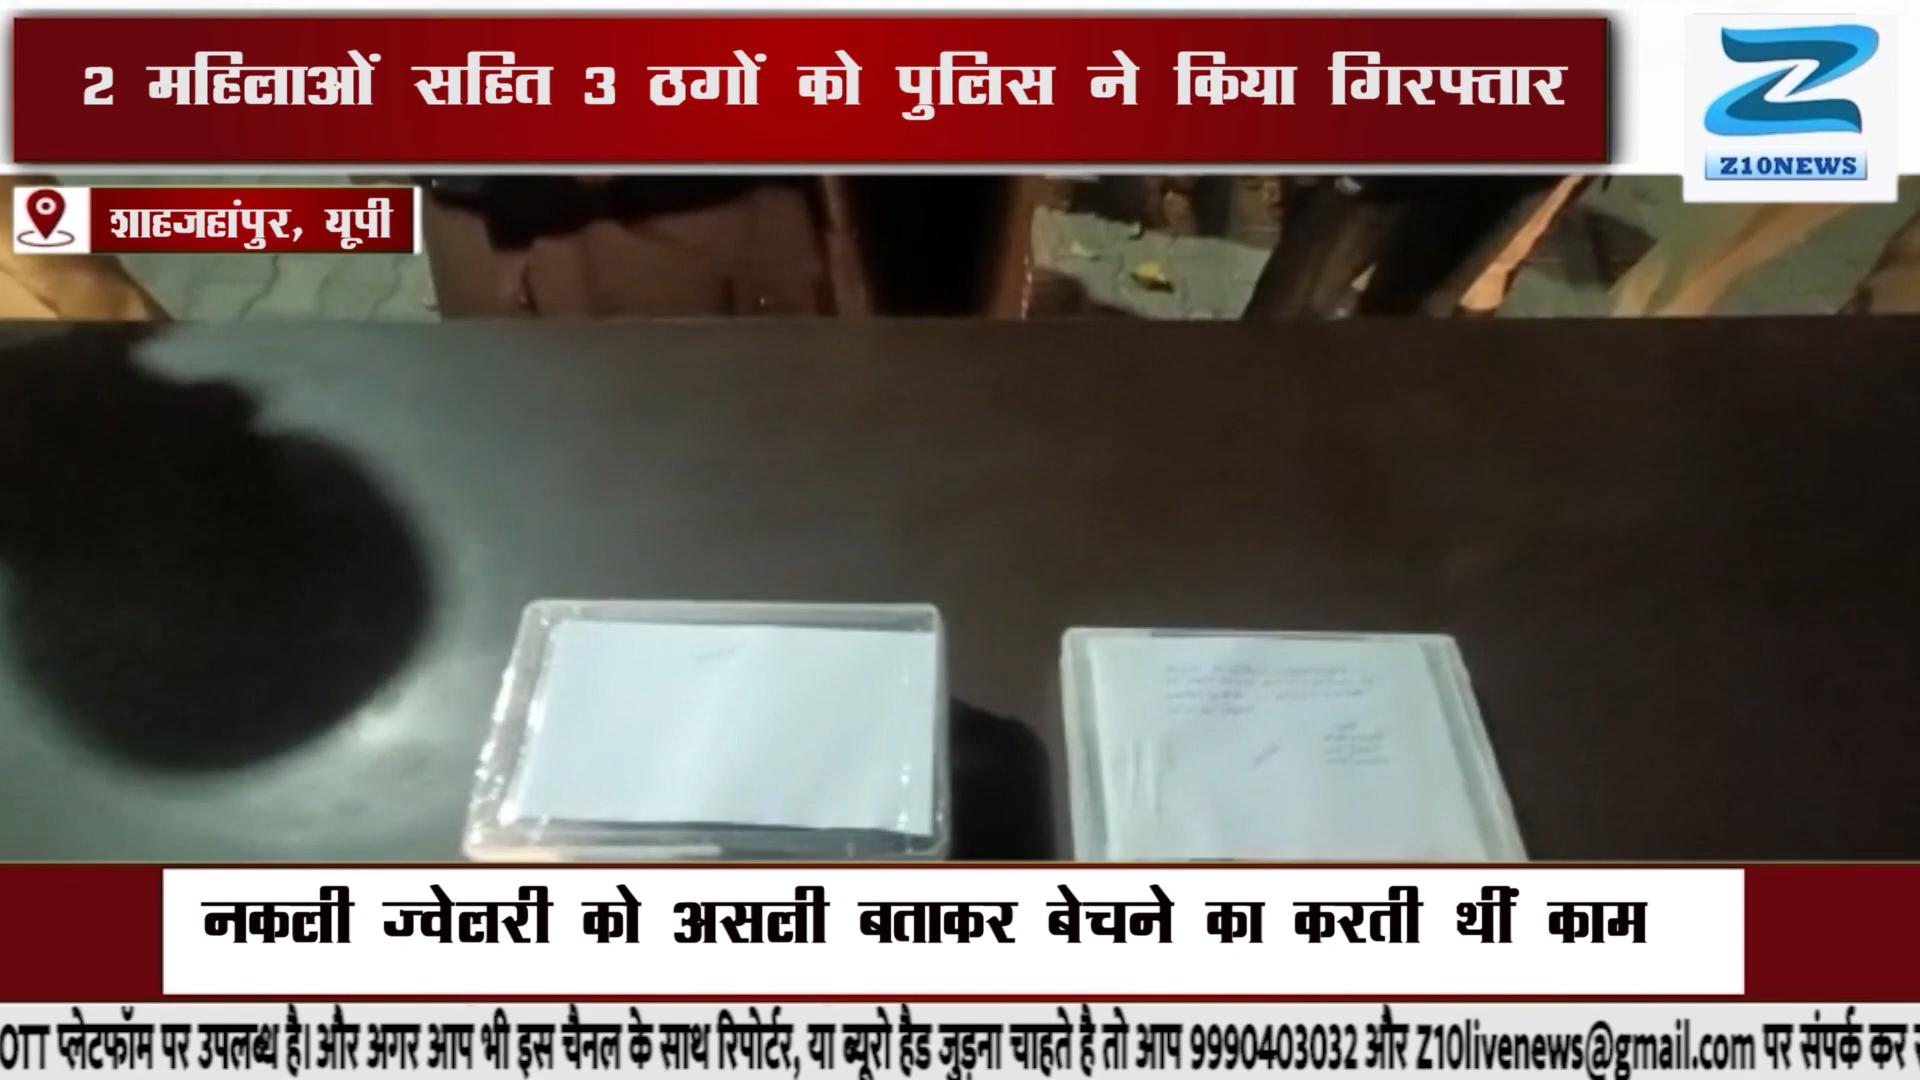 2 महिलाओं सहित 3 ठगों को पुलिस ने किया गिरफ्तार
Z10NEWS
शाहजहांपुर, यूपी
नकली ज्वेलरी को असली बताकर बेचने का करती थीं काम
OTT प्लेटफॉम पर उपलब्ध है। और अगर आप भी इस चैनल के साथ रिपोर्टर, या ब्यूरो हैड जुड़ना चाहते है तो आप 9990403032 और Z10livenews@gmail.com पर संपर्क कर